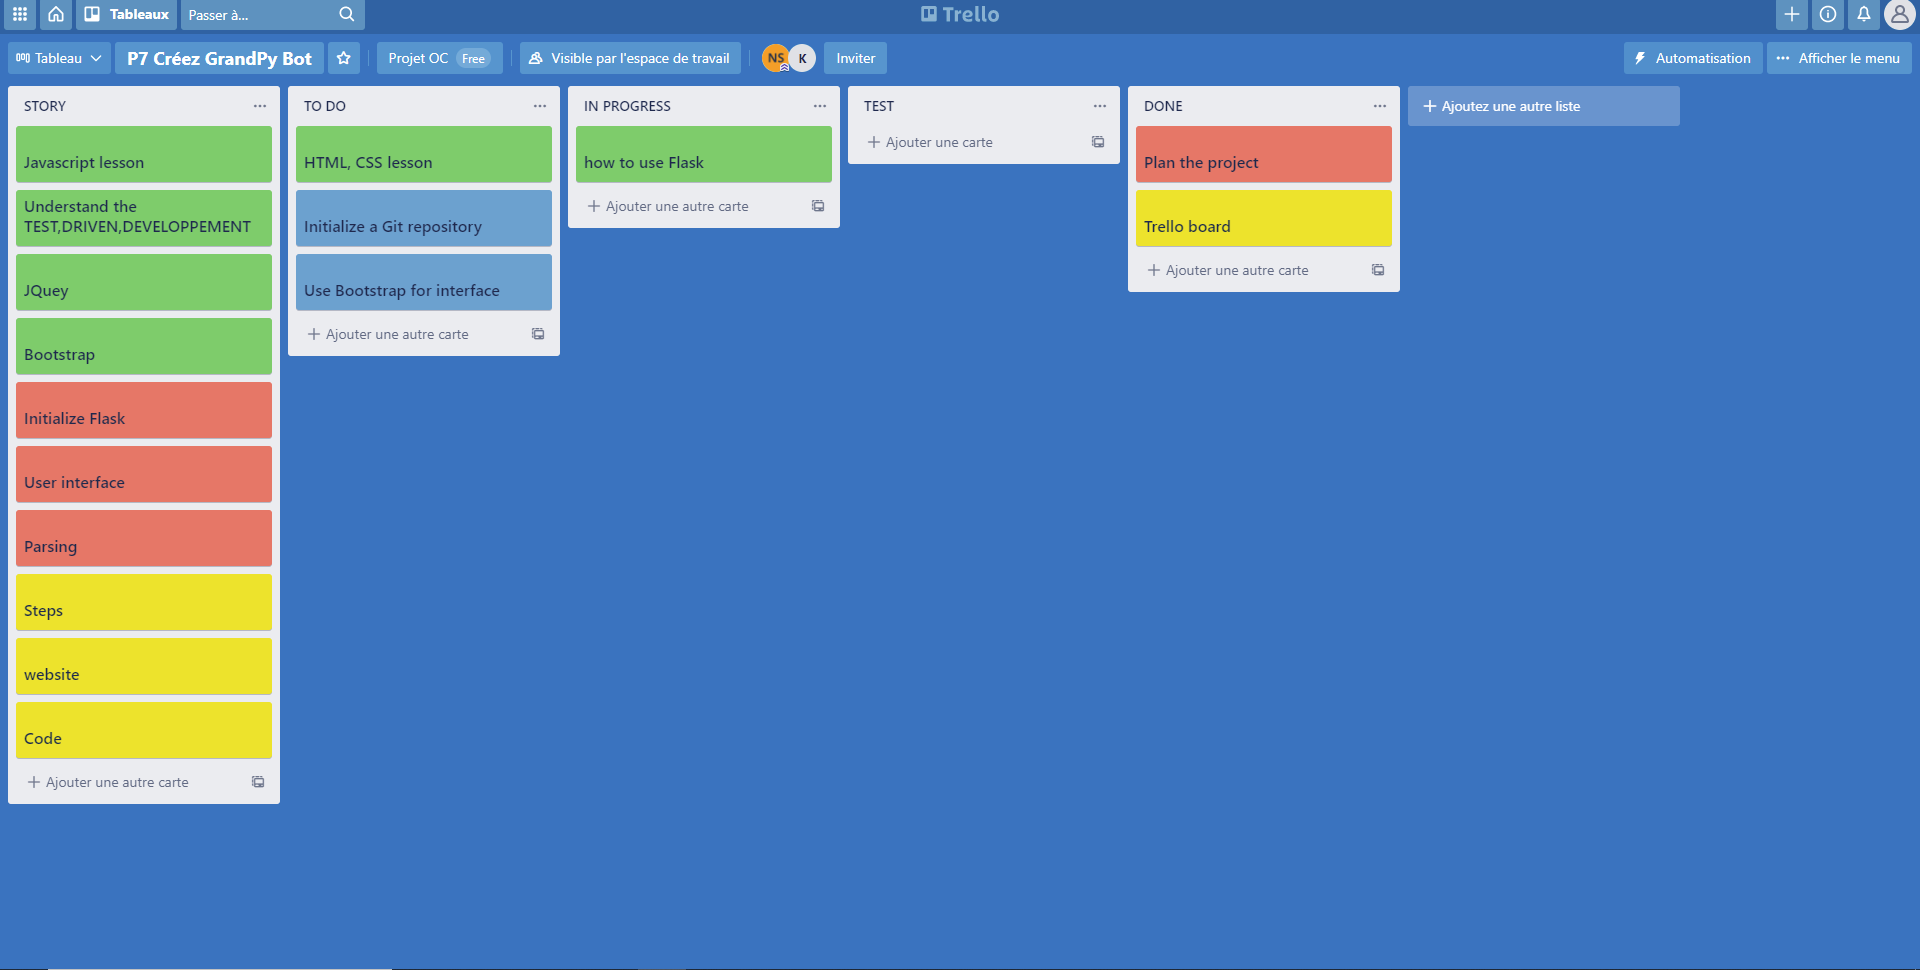 Tableaux
Passer à...
Trello
Tableau
P7 Créez GrandPy Bot
Projet OC Free
Visible par l'espace de travail
NS
K
Inviter
Automatisation
Afficher le menu
STORY
Javascript lesson
Understand the
TEST,DRIVEN,DEVELOPPEMENT
JQuey
Bootstrap
Initialize Flask
User interface
Parsing
Steps
website
Code
Ajouter une autre carte
TO DO
HTML, CSS lesson
Initialize a Git repository
Use Bootstrap for interface
Ajouter une autre carte
IN PROGRESS
how to use Flask
Ajouter une autre carte
TEST
Ajouter une carte
DONE
Plan the project
Trello board
Ajouter une autre carte
Ajoutez une autre liste